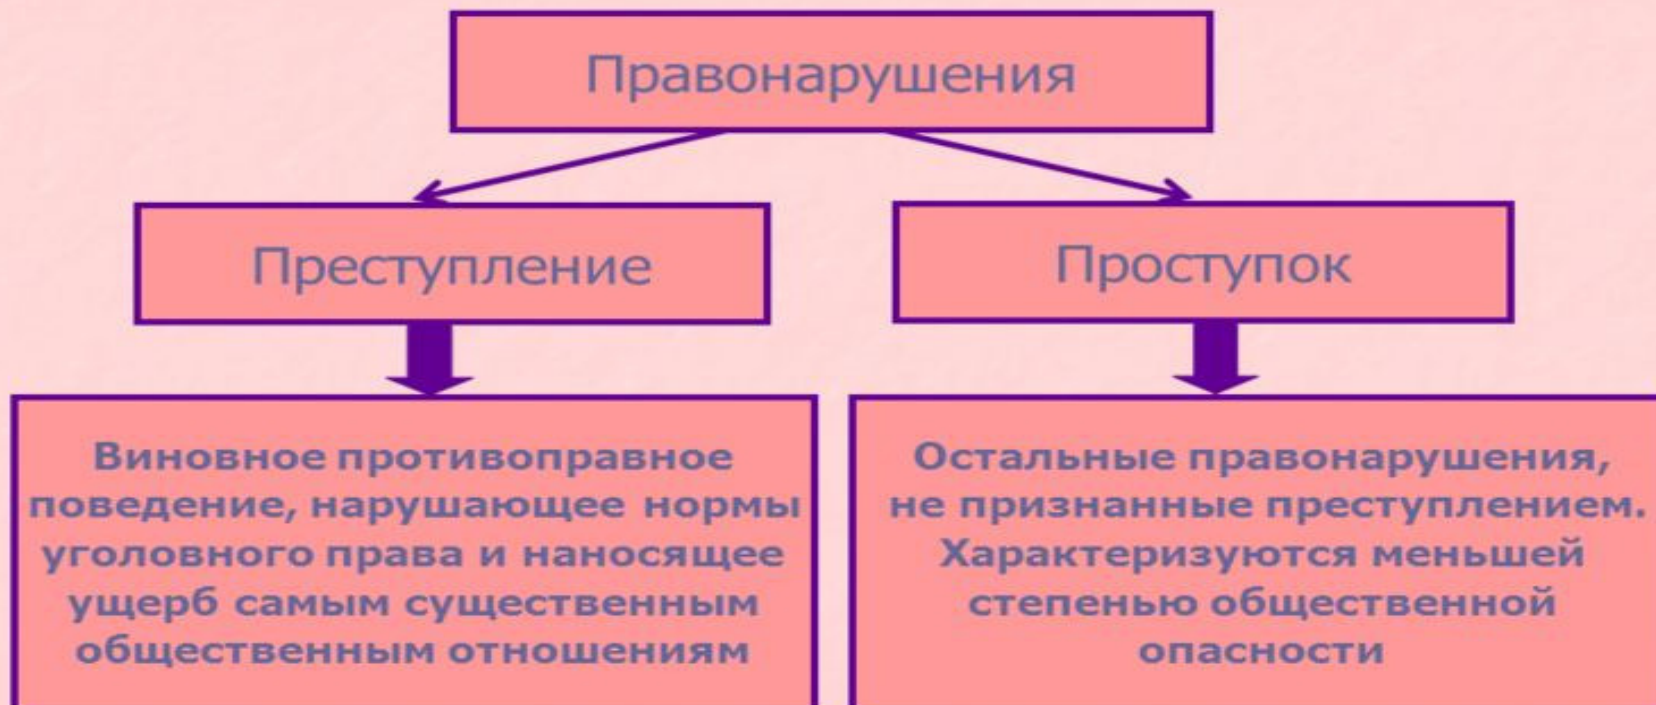 Правонарушения
Преступление
Проступок
Виновное противоправное
поведение, нарушающее нормы
уголовного права и наносящее
ущерб самым существенным
общественным отношениям
Остальные правонарушения,
не признанные преступлением.
Характеризуются меньшей
степенью общественной
опасности